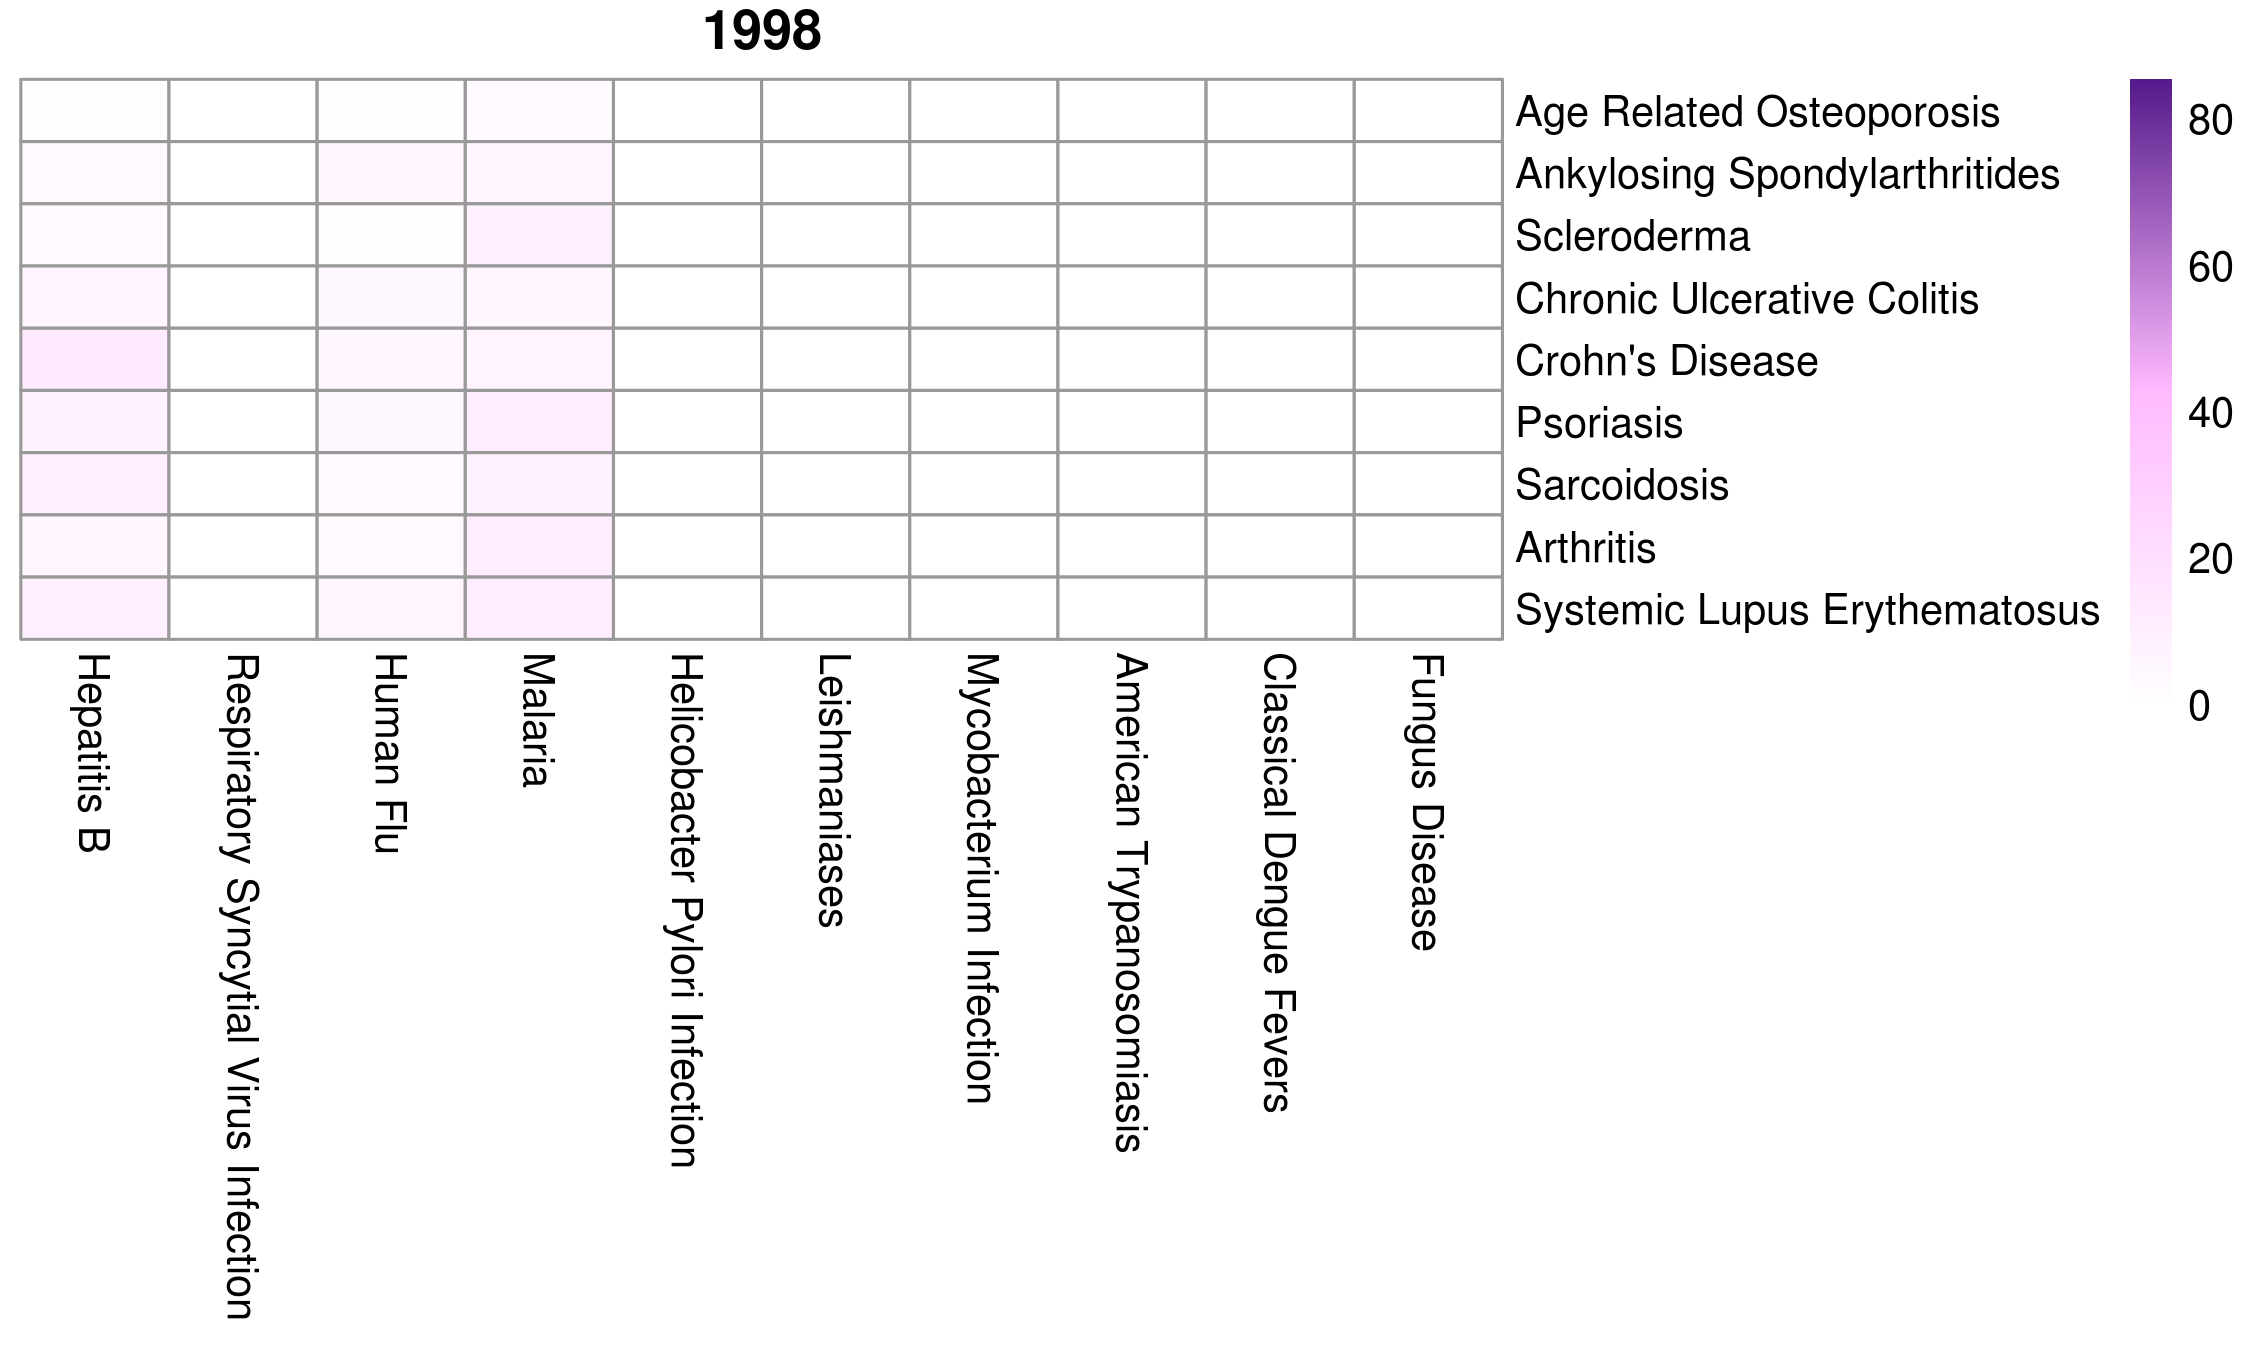 1998
Age Related Osteoporosis
Ankylosing Spondylarthritides
Scleroderma
Chronic Ulcerative Colitis
Crohn's Disease
Psoriasis
Sarcoidosis
Arthritis
Systemic Lupus Erythematosus
80
60
40
20
0
Hepatitis B
Respiratory Syncytial Virus Infection
Human Flu
Malaria
Helicobacter Pylori Infection
Leishmaniases
Mycobacterium Infection
American Trypanosomiasis
Classical Dengue Fevers
Fungus Disease